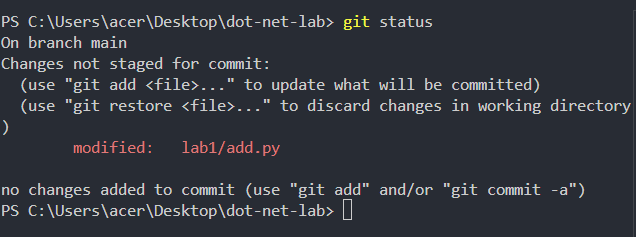 PS C:\Users\acer\Desktop\dot-net-lab> git status
On branch main
Changes not staged for commit:
  (use "git add <file>..." to update what will be committed)
  (use "git restore <file>..." to discard changes in working directory
)
        modified:   lab1/add.py

no changes added to commit (use "git add" and/or "git commit -a")
PS C:\Users\acer\Desktop\dot-net-lab>